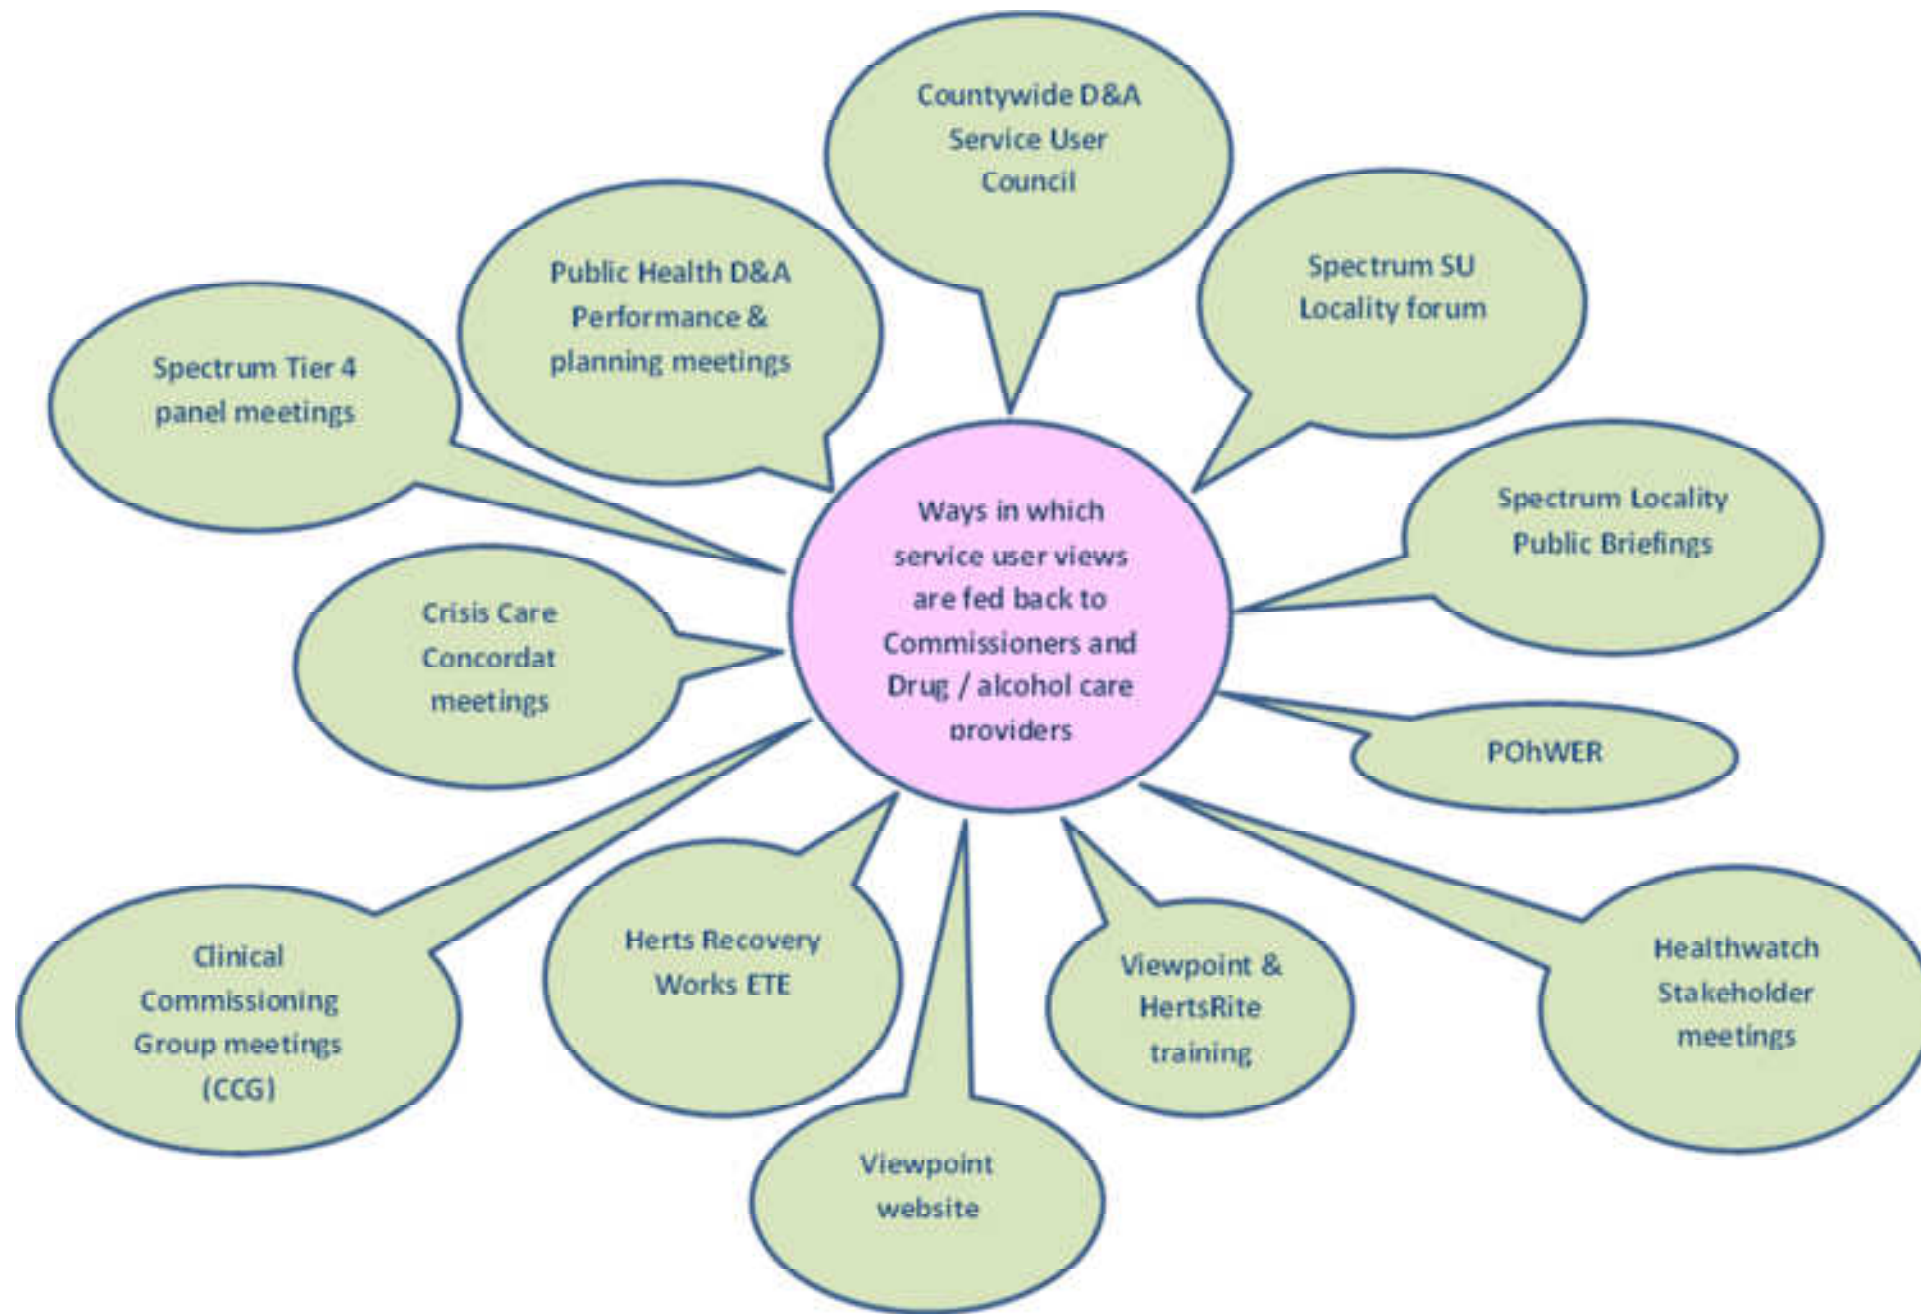 Countywide D&A
Service User
Council
Public Health D&A
Performance &
planning meetings
Spectrum SU
Locality forum
Spectrum Tier 4
panel meetings
Spectrum Locality
Public Briefings
Ways in which
service user views
are fed back to
Commissioners and
Drug / alcohol care
providers
Crisis Care
Concordat
meetings
POhWER
Clinical
Commissioning
Group meetings
(CCG)
Herts Recovery
Works ETE
Viewpoint &
HertsRite
training
Healthwatch
Stakeholder
meetings
Viewpoint
website